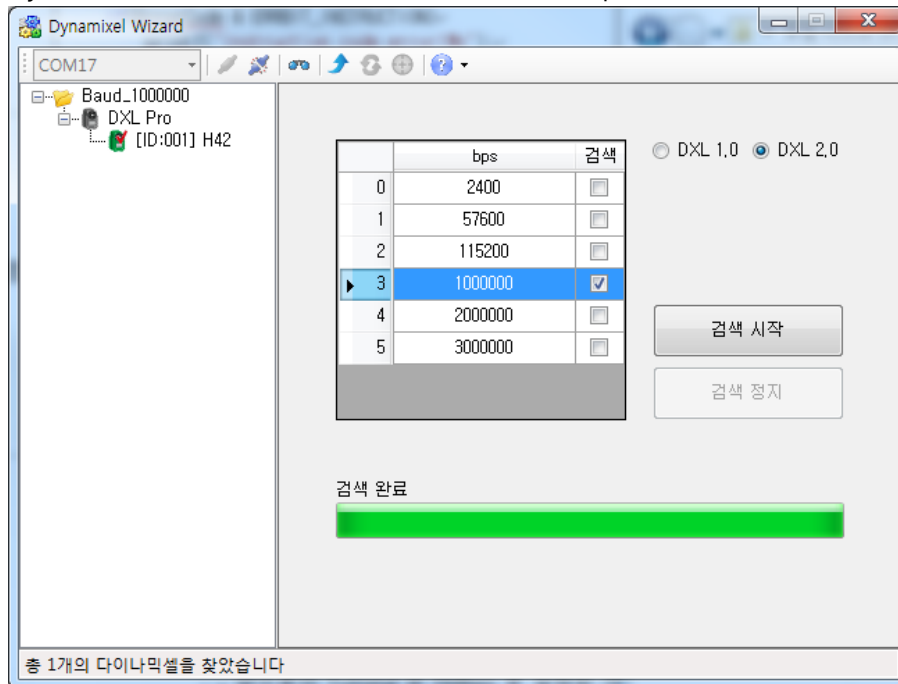 Dynamixel Wizard
COM17
Baud_1000000
DXL Pro
[ID:001] H42
bps 검색
0 2400
1 57600
2 115200
3 1000000
4 2000000
5 3000000
DXL 1.0 DXL 2.0
검색 시작
검색 정지
검색 완료
총 1개의 다이나믹셀을 찾았습니다